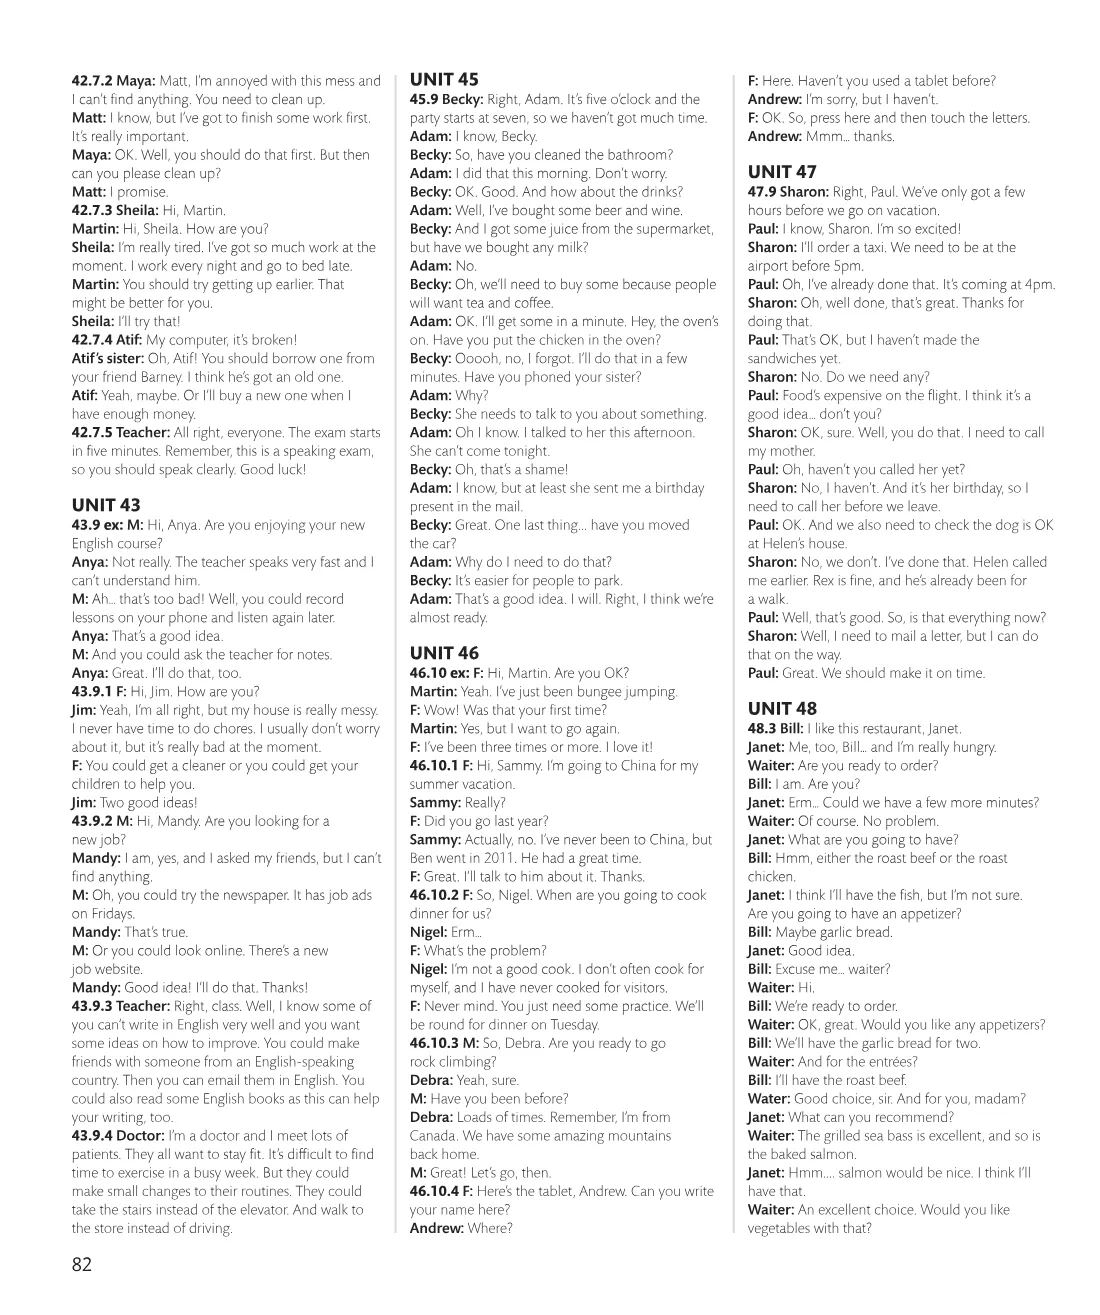 42.7.2 Maya: Matt, I’m annoyed with this mess and
I can’t find anything. You need to clean up.
Matt: I know, but I’ve got to finish some work first.
It’s really important.
Maya: OK. Well, you should do that first. But then
can you please clean up?
Matt: I promise.
42.7.3 Sheila: Hi, Martin.
Martin: Hi, Sheila. How are you?
Sheila: I’m really tired. I’ve got so much work at the
moment. I work every night and go to bed late.
Martin: You should try getting up earlier. That
might be better for you.
Sheila: I’ll try that!
42.7.4 Atif: My computer, it’s broken!
Atif’s sister: Oh, Atif! You should borrow one from
your friend Barney. I think he’s got an old one.
Atif: Yeah, maybe. Or I’ll buy a new one when I
have enough money.
42.7.5 Teacher: All right, everyone. The exam starts
in five minutes. Remember, this is a speaking exam,
so you should speak clearly. Good luck!
UNIT 43
43.9 ex: M: Hi, Anya. Are you enjoying your new
English course?
Anya: Not really. The teacher speaks very fast and I
can’t understand him.
M: Ah… that’s too bad! Well, you could record
lessons on your phone and listen again later.
Anya: That’s a good idea.
M: And you could ask the teacher for notes.
Anya: Great. I’ll do that, too.
43.9.1 F: Hi, Jim. How are you?
Jim: Yeah, I’m all right, but my house is really messy.
I never have time to do chores. I usually don’t worry
about it, but it’s really bad at the moment.
F: You could get a cleaner or you could get your
children to help you.
Jim: Two good ideas!
43.9.2 M: Hi, Mandy. Are you looking for a
new job?
Mandy: I am, yes, and I asked my friends, but I can’t
find anything.
M: Oh, you could try the newspaper. It has job ads
on Fridays.
Mandy: That’s true.
M: Or you could look online. There’s a new
job website.
Mandy: Good idea! I’ll do that. Thanks!
43.9.3 Teacher: Right, class. Well, I know some of
you can’t write in English very well and you want
some ideas on how to improve. You could make
friends with someone from an English-speaking
country. Then you can email them in English. You
could also read some English books as this can help
your writing, too.
43.9.4 Doctor: I’m a doctor and I meet lots of
patients. They all want to stay fit. It’s difficult to find
time to exercise in a busy week. But they could
make small changes to their routines. They could
take the stairs instead of the elevator. And walk to
the store instead of driving.
82
UNIT 45
45.9 Becky: Right, Adam. It’s five o’clock and the
party starts at seven, so we haven’t got much time.
Adam: I know, Becky.
Becky: So, have you cleaned the bathroom?
Adam: I did that this morning. Don’t worry.
Becky: OK. Good. And how about the drinks?
Adam: Well, I’ve bought some beer and wine.
Becky: And I got some juice from the supermarket,
but have we bought any milk?
Adam: No.
Becky: Oh, we’ll need to buy some because people
will want tea and coffee.
Adam: OK. I’ll get some in a minute. Hey, the oven’s
on. Have you put the chicken in the oven?
Becky: Ooooh, no, I forgot. I’ll do that in a few
minutes. Have you phoned your sister?
Adam: Why?
Becky: She needs to talk to you about something.
Adam: Oh I know. I talked to her this afternoon.
She can’t come tonight.
Becky: Oh, that’s a shame!
Adam: I know, but at least she sent me a birthday
present in the mail.
Becky: Great. One last thing... have you moved
the car?
Adam: Why do I need to do that?
Becky: It’s easier for people to park.
Adam: That’s a good idea. I will. Right, I think we’re
almost ready.
UNIT 46
46.10 ex: F: Hi, Martin. Are you OK?
Martin: Yeah. I’ve just been bungee jumping.
F: Wow! Was that your first time?
Martin: Yes, but I want to go again.
F: I’ve been three times or more. I love it!
46.10.1 F: Hi, Sammy. I’m going to China for my
summer vacation.
Sammy: Really?
F: Did you go last year?
Sammy: Actually, no. I’ve never been to China, but
Ben went in 2011. He had a great time.
F: Great. I’ll talk to him about it. Thanks.
46.10.2 F: So, Nigel. When are you going to cook
dinner for us?
Nigel: Erm…
F: What’s the problem?
Nigel: I’m not a good cook. I don’t often cook for
myself, and I have never cooked for visitors.
F: Never mind. You just need some practice. We’ll
be round for dinner on Tuesday.
46.10.3 M: So, Debra. Are you ready to go
rock climbing?
Debra: Yeah, sure.
M: Have you been before?
Debra: Loads of times. Remember, I’m from
Canada. We have some amazing mountains
back home.
M: Great! Let’s go, then.
46.10.4 F: Here’s the tablet, Andrew. Can you write
your name here?
Andrew: Where?
F: Here. Haven’t you used a tablet before?
Andrew: I’m sorry, but I haven’t.
F: OK. So, press here and then touch the letters.
Andrew: Mmm… thanks.
UNIT 47
47.9 Sharon: Right, Paul. We’ve only got a few
hours before we go on vacation.
Paul: I know, Sharon. I’m so excited!
Sharon: I’ll order a taxi. We need to be at the
airport before 5pm.
Paul: Oh, I’ve already done that. It’s coming at 4pm.
Sharon: Oh, well done, that’s great. Thanks for
doing that.
Paul: That’s OK, but I haven’t made the
sandwiches yet.
Sharon: No. Do we need any?
Paul: Food’s expensive on the flight. I think it’s a
good idea… don’t you?
Sharon: OK, sure. Well, you do that. I need to call
my mother.
Paul: Oh, haven’t you called her yet?
Sharon: No, I haven’t. And it’s her birthday, so I
need to call her before we leave.
Paul: OK. And we also need to check the dog is OK
at Helen’s house.
Sharon: No, we don’t. I’ve done that. Helen called
me earlier. Rex is fine, and he’s already been for
a walk.
Paul: Well, that’s good. So, is that everything now?
Sharon: Well, I need to mail a letter, but I can do
that on the way.
Paul: Great. We should make it on time.
UNIT 48
48.3 Bill: I like this restaurant, Janet.
Janet: Me, too, Bill… and I’m really hungry.
Waiter: Are you ready to order?
Bill: I am. Are you?
Janet: Erm… Could we have a few more minutes?
Waiter: Of course. No problem.
Janet: What are you going to have?
Bill: Hmm, either the roast beef or the roast
chicken.
Janet: I think I’ll have the fish, but I’m not sure.
Are you going to have an appetizer?
Bill: Maybe garlic bread.
Janet: Good idea.
Bill: Excuse me… waiter?
Waiter: Hi.
Bill: We’re ready to order.
Waiter: OK, great. Would you like any appetizers?
Bill: We’ll have the garlic bread for two.
Waiter: And for the entrées?
Bill: I’ll have the roast beef.
Water: Good choice, sir. And for you, madam?
Janet: What can you recommend?
Waiter: The grilled sea bass is excellent, and so is
the baked salmon.
Janet: Hmm.... salmon would be nice. I think I’ll
have that.
Waiter: An excellent choice. Would you like
vegetables with that?